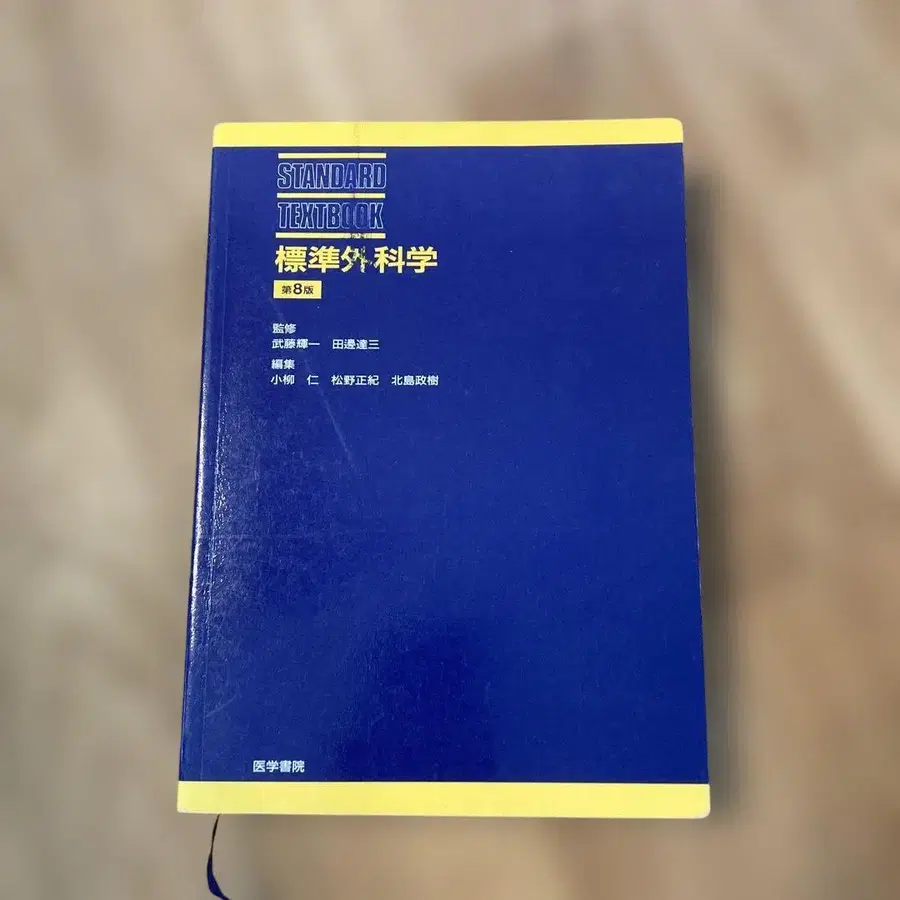 STANDARD
TEXTBOOK
標準外科学
第8版
監修
武藤輝一 田邊達三
編集
小柳 仁 松野正紀 北島政樹
医学書院